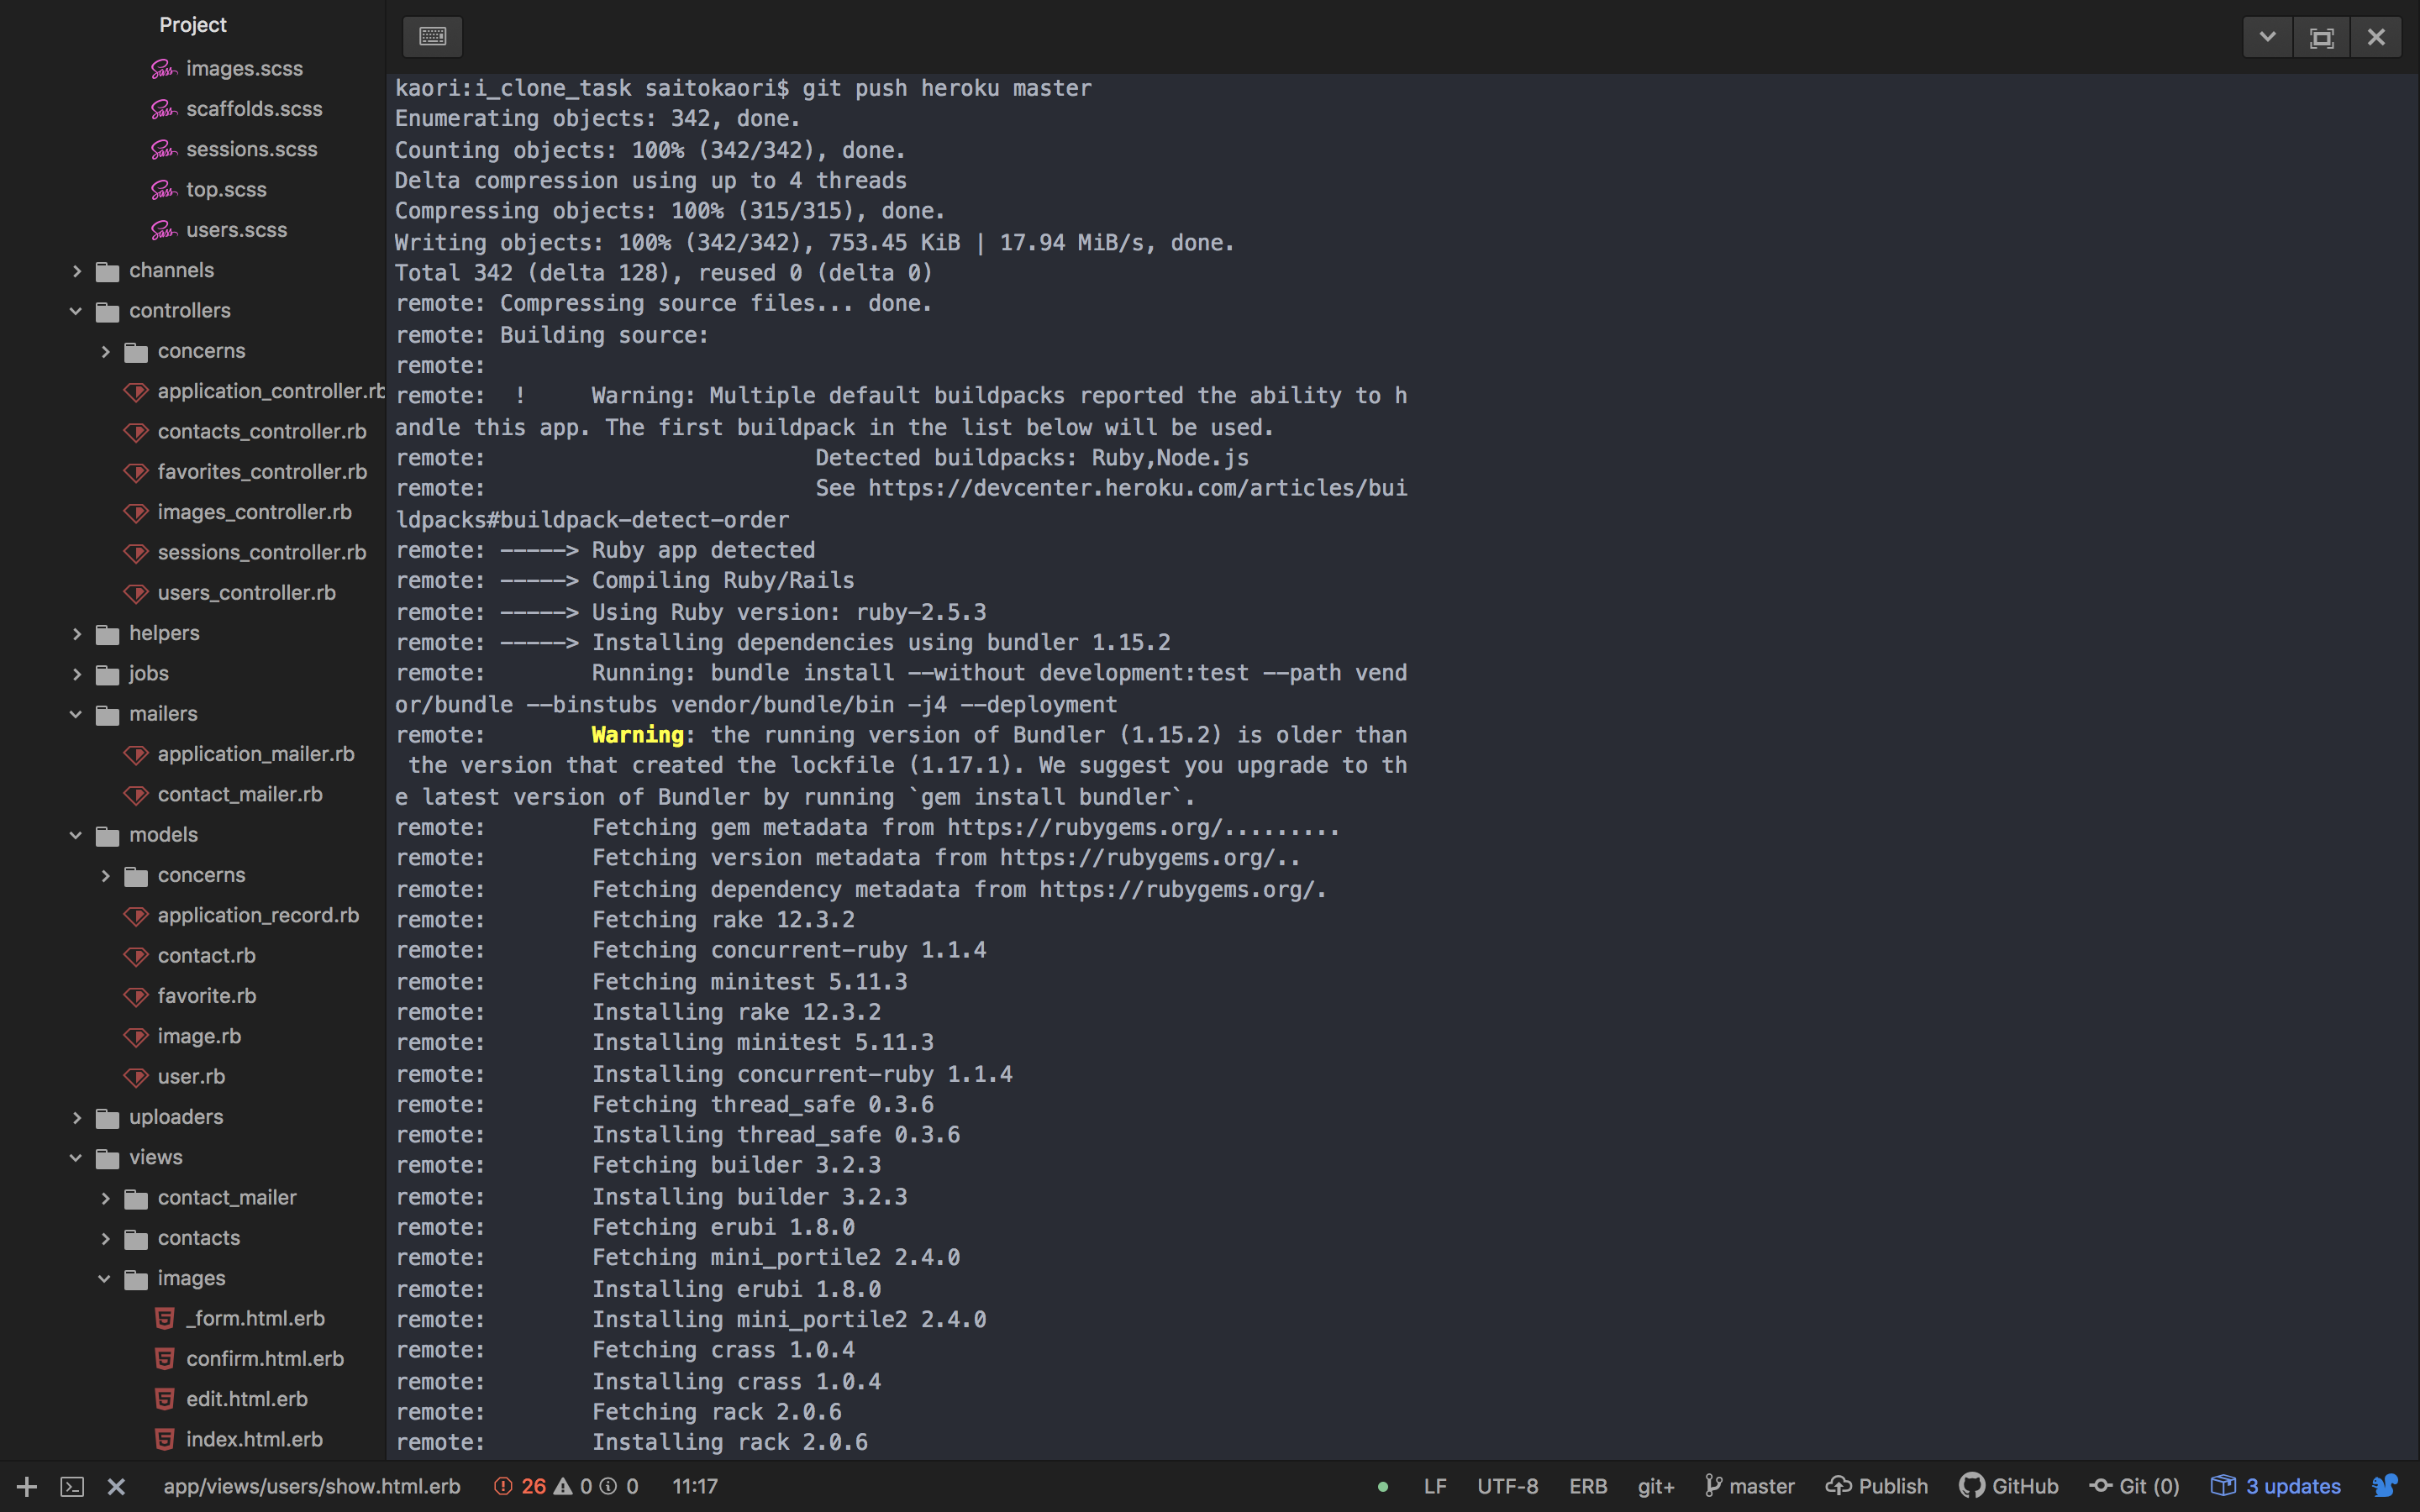 Project
images.scss
scaffolds.scss
sessions.scss
top.scss
users.scss
channels
controllers
concerns
application_controller.rb
contacts_controller.rb
favorites_controller.rb
images_controller.rb
sessions_controller.rb
users_controller.rb
helpers
jobs
mailers
application_mailer.rb
contact_mailer.rb
models
concerns
application_record.rb
contact.rb
favorite.rb
image.rb
user.rb
uploaders
views
contact_mailer
contacts
images
_form.html.erb
confirm.html.erb
edit.html.erb
index.html.erb
kaori:i_clone_task saitokaori$ git push heroku master
Enumerating objects: 342, done.
Counting objects: 100% (342/342), done.
Delta compression using up to 4 threads
Compressing objects: 100% (315/315), done.
Writing objects: 100% (342/342), 753.45 KiB | 17.94 MiB/s, done.
Total 342 (delta 128), reused 0 (delta 0)
remote: Compressing source files... done.
remote: Building source:
remote:
remote:  !     Warning: Multiple default buildpacks reported the ability to h
andle this app. The first buildpack in the list below will be used.
remote:                         Detected buildpacks: Ruby,Node.js
remote:                         See https://devcenter.heroku.com/articles/bui
ldpacks#buildpack-detect-order
remote: -----> Ruby app detected
remote: -----> Compiling Ruby/Rails
remote: -----> Using Ruby version: ruby-2.5.3
remote: -----> Installing dependencies using bundler 1.15.2
remote:        Running: bundle install --without development:test --path vend
or/bundle --binstubs vendor/bundle/bin -j4 --deployment
remote:        Warning: the running version of Bundler (1.15.2) is older than
 the version that created the lockfile (1.17.1). We suggest you upgrade to th
e latest version of Bundler by running `gem install bundler`.
remote:        Fetching gem metadata from https://rubygems.org/.........
remote:        Fetching version metadata from https://rubygems.org/..
remote:        Fetching dependency metadata from https://rubygems.org/.
remote:        Fetching rake 12.3.2
remote:        Fetching concurrent-ruby 1.1.4
remote:        Fetching minitest 5.11.3
remote:        Installing rake 12.3.2
remote:        Installing minitest 5.11.3
remote:        Installing concurrent-ruby 1.1.4
remote:        Fetching thread_safe 0.3.6
remote:        Installing thread_safe 0.3.6
remote:        Fetching builder 3.2.3
remote:        Installing builder 3.2.3
remote:        Fetching erubi 1.8.0
remote:        Fetching mini_portile2 2.4.0
remote:        Installing erubi 1.8.0
remote:        Installing mini_portile2 2.4.0
remote:        Fetching crass 1.0.4
remote:        Installing crass 1.0.4
remote:        Fetching rack 2.0.6
remote:        Installing rack 2.0.6
app/views/users/show.html.erb 26 0 0 11:17 LF UTF-8 ERB git+ master Publish GitHub Git (0) 3 updates